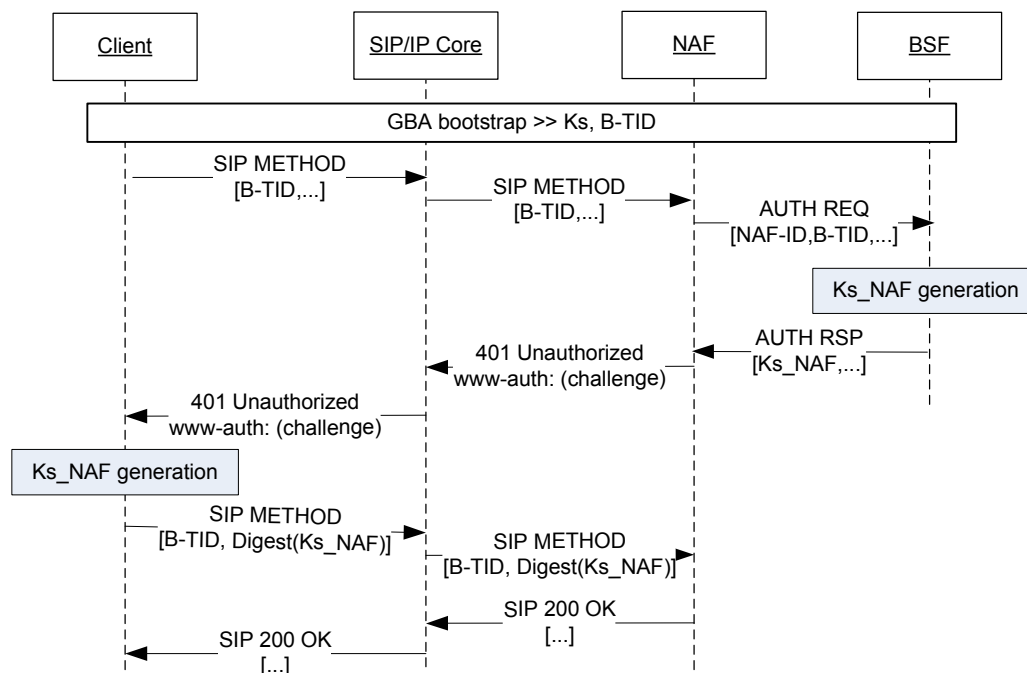 Client
SIP/IP Core
NAF
BSF
GBA bootstrap >> Ks, B-TID
SIP METHOD
[B-TID,...]
SIP METHOD
[B-TID,...]
AUTH REQ
[NAF-ID,B-TID,...]
Ks_NAF generation
AUTH RSP
[Ks_NAF,...]
401 Unauthorized
www-auth: (challenge)
401 Unauthorized
www-auth: (challenge)
Ks_NAF generation
SIP METHOD
[B-TID, Digest(Ks_NAF)]
SIP METHOD
[B-TID, Digest(Ks_NAF)]
SIP 200 OK
[...]
SIP 200 OK
[...]